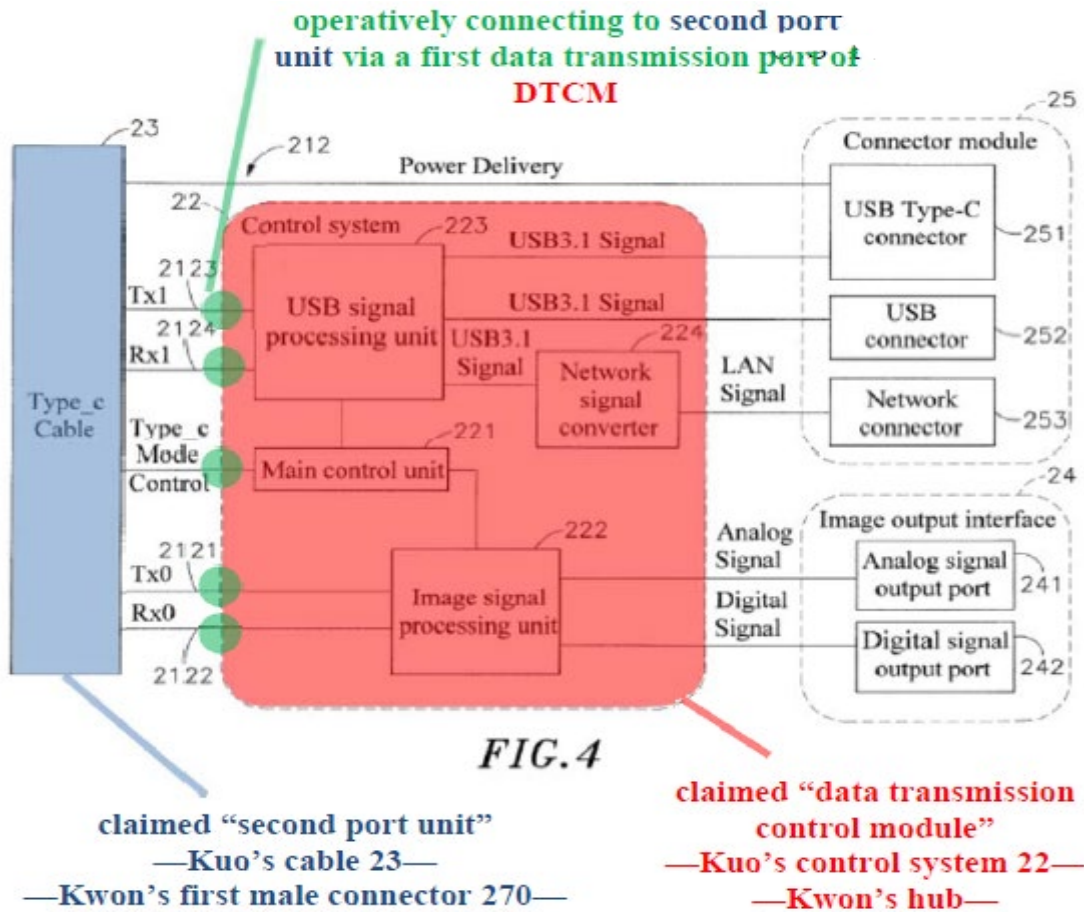 operatively connecting to second port
unit via a first data transmission port of
DTCM
23
212
Power Delivery
25
Connector module
USB Type-C
connector
251
22
Control system
223
USB3.1 Signal
2123
Tx1
USB signal
processing unit
USB3.1 Signal
USB
connector
252
2124
Rx1
USB3.1
Signal
224
Network
signal
converter
LAN
Signal
Network
connector
253
Type_c
Cable
Type_c
Mode
Control
221
Main control unit
24
Image output interface
222
Analog
Signal
Analog signal
output port
241
2121
Tx0
Rx0
2122
Image signal
processing unit
Digital
Signal
Digital signal
output port
242
FIG.4
claimed “second port unit”
—Kuo’s cable 23—
—Kwon’s first male connector 270—
claimed “data transmission
control module”
—Kuo’s control system 22—
—Kwon’s hub—